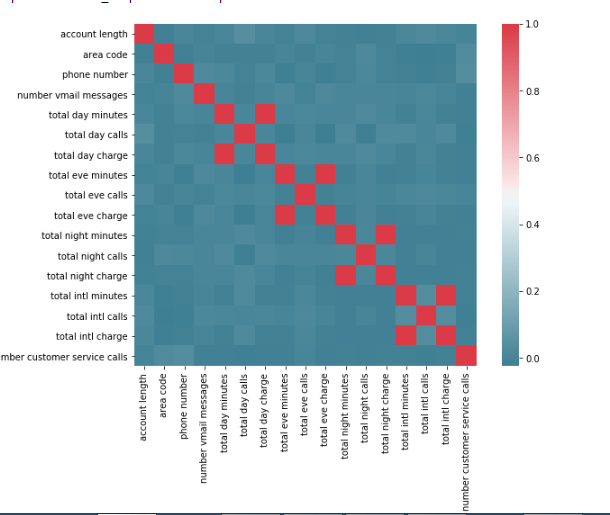 account length
area code
phone number
number vmail messages
total day minutes
total day calls
total day charge
total eve minutes
total eve calls
total eve charge
total night minutes
total night calls
total night charge
total intl minutes
total intl calls
total intl charge
mber customer service calls
1.0
0.8
0.6
0.4
0.2
0.0
account length
area code
phone number
number vmail messages
total day minutes
total day calls
total day charge
total eve minutes
total eve calls
total eve charge
total night minutes
total night calls
total night charge
total intl minutes
total intl calls
total intl charge
number customer service calls